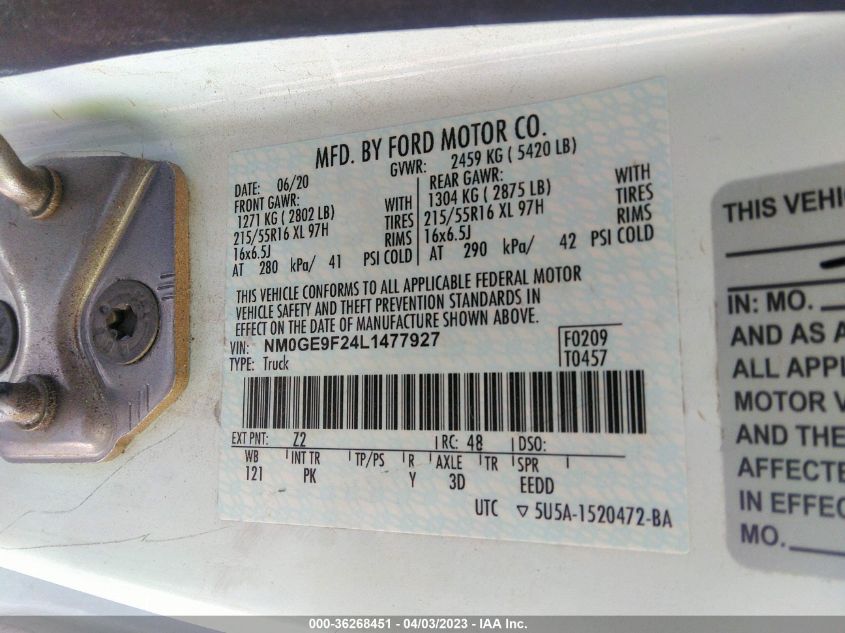 MFD. BY FORD MOTOR CO.
DATE: 06/20 GVWR: 2459 KG ( 5420 LB)
FRONT GAWR: WITH REAR GAWR: WITH
1271 KG ( 2802 LB) TIRES 1304 KG ( 2875 LB) TIRES
215/55R16 XL 97H RIMS 215/55R16 XL 97H RIMS
16x6.5J 16x6.5J
AT 280 kPa/ 41 PSI COLD AT 290 kPa/ 42 PSI COLD
THIS VEHICLE CONFORMS TO ALL APPLICABLE FEDERAL MOTOR
VEHICLE SAFETY AND THEFT PREVENTION STANDARDS IN
EFFECT ON THE DATE OF MANUFACTURE SHOWN ABOVE.
VIN: NM0GE9F24L1477927 F0209
TYPE: Truck T0457
EXT PNT: Z2 RC: 48 DSO:
WB INT TR TP/PS R AXLE TR SPR
121 PK Y 3D EEDD
UTC ▽ 5U5A-1520472-BA
THIS VEHI
IN: MO.
AND AS A
ALL APPL
MOTOR V
AND THE
AFFECTE
IN EFFEC
MO.
000-36268451 - 04/03/2023 - IAA Inc.